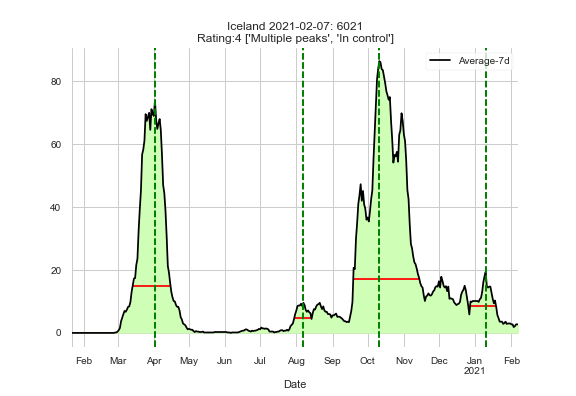 Iceland 2021-02-07: 6021
Rating:4 ['Multiple peaks', 'In control']
Average-7d
80
60
40
20
0
Feb Mar Apr May Jun Jul Aug Sep Oct Nov Dec Jan Feb
2021
Date